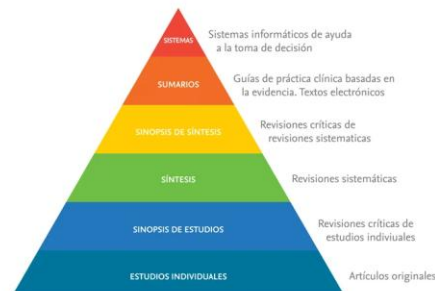 SISTEMAS
Sistemas informáticos de ayuda
a la toma de decisión
SUMARIOS
Guías de práctica clínica basadas en
la evidencia. Textos electrónicos
SINOPSIS DE SÍNTESIS
Revisiones críticas de
revisiones sistematicas
SÍNTESIS
Revisiones sistemáticas
SINOPSIS DE ESTUDIOS
Revisiones críticas de
estudios indiviuales
ESTUDIOS INDIVIDUALES
Artículos originales